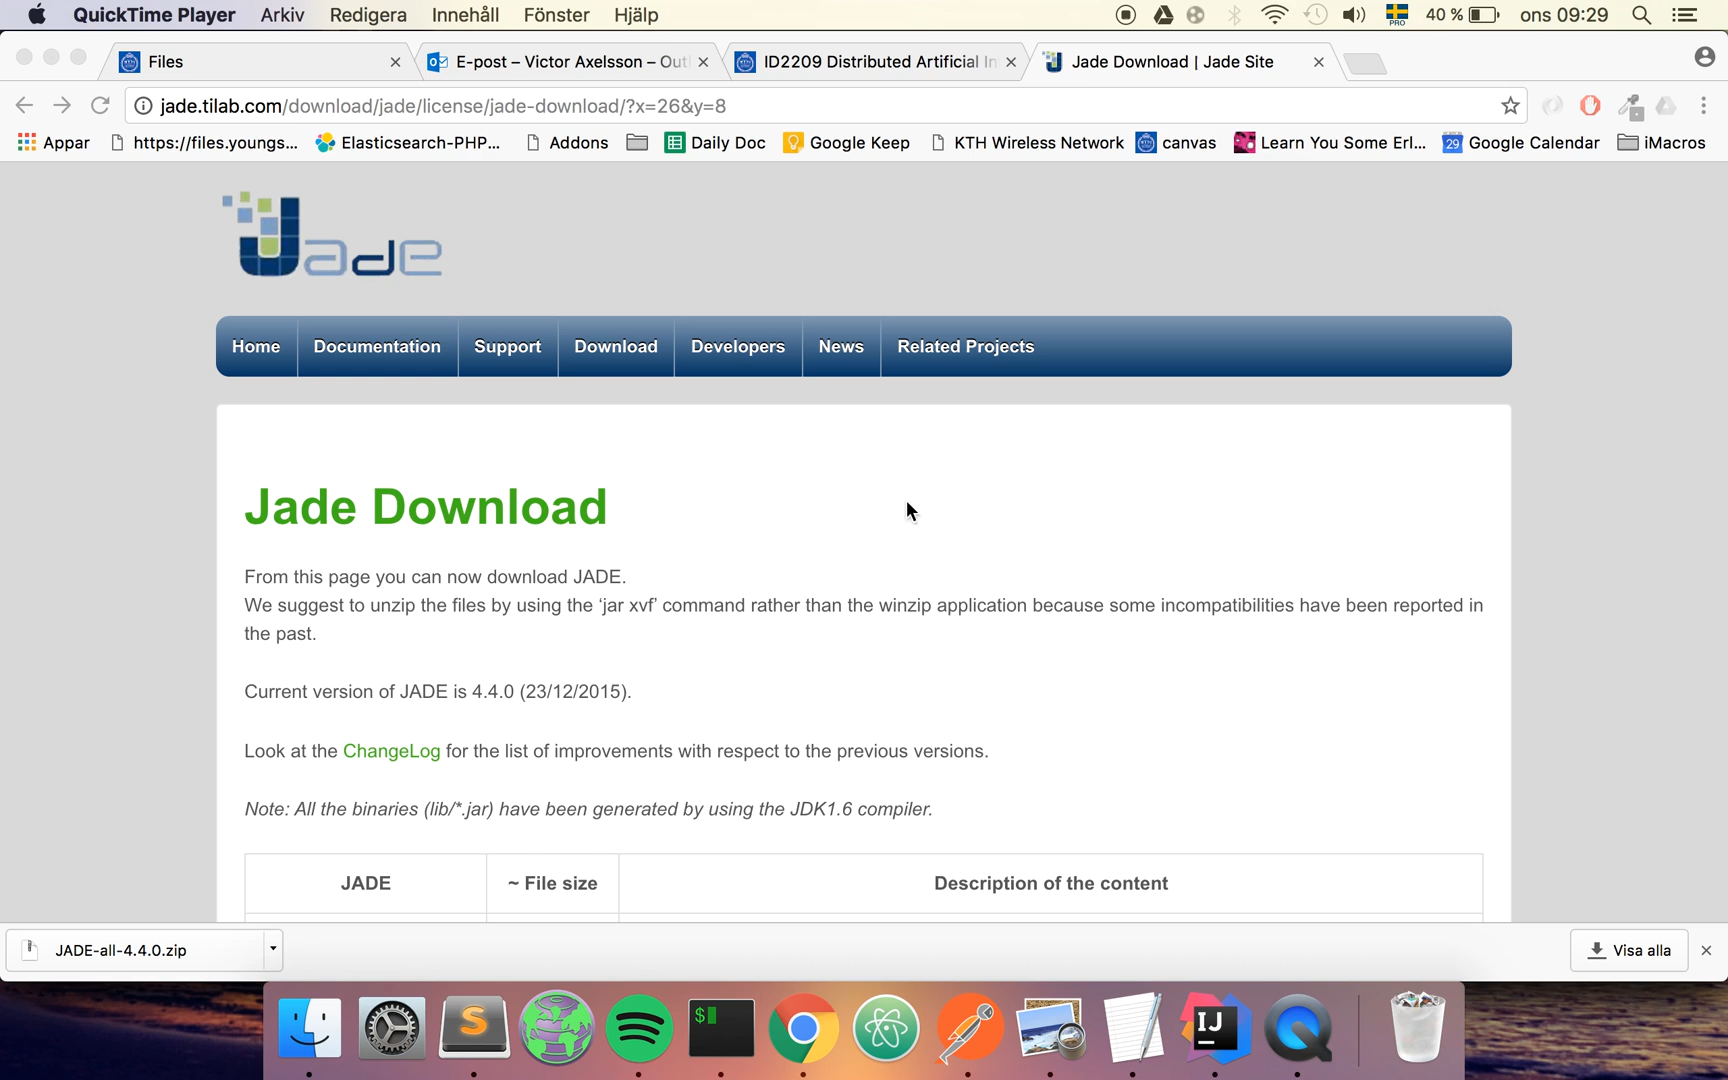 QuickTime Player Arkiv Redigera Innehåll Fönster Hjälp PRO 40 % ons 09:29
Files E-post – Victor Axelsson – Out ID2209 Distributed Artificial In Jade Download | Jade Site
jade.tilab.com/download/jade/license/jade-download/?x=26&y=8
Appar https://files.youngs... Elasticsearch-PHP... Addons Daily Doc Google Keep KTH Wireless Network canvas Learn You Some Erl... 29 Google Calendar iMacros
Jade
Home Documentation Support Download Developers News Related Projects
Jade Download
From this page you can now download JADE.
We suggest to unzip the files by using the ‘jar xvf’ command rather than the winzip application because some incompatibilities have been reported in
the past.
Current version of JADE is 4.4.0 (23/12/2015).
Look at the ChangeLog for the list of improvements with respect to the previous versions.
Note: All the binaries (lib/*.jar) have been generated by using the JDK1.6 compiler.
JADE ~ File size Description of the content
JADE-all-4.4.0.zip Visa alla
S $ IJ